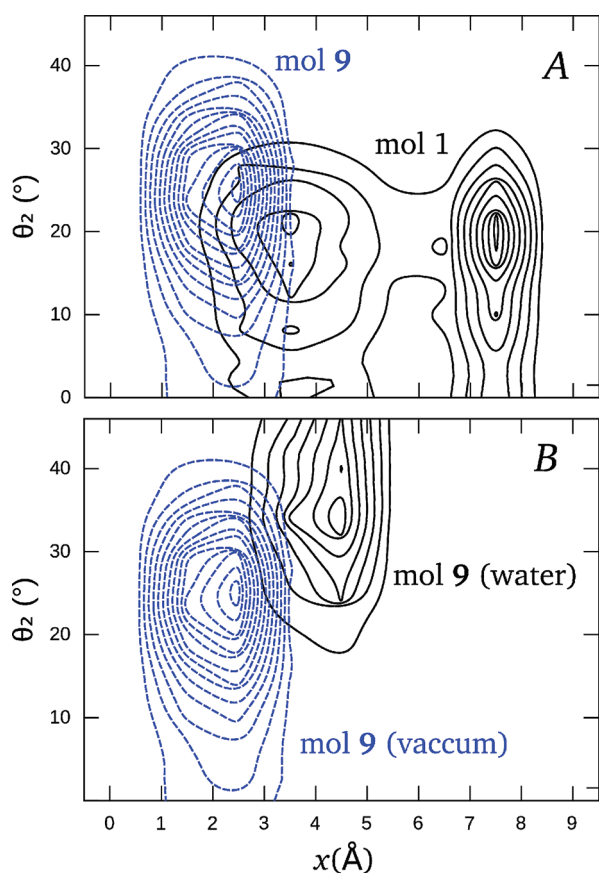 mol 9
A
mol 1
40
30
20
10
0
θ₂ (°)
B
40
30
20
10
θ₂ (°)
mol 9 (water)
mol 9 (vaccum)
0 1 2 3 4 5 6 7 8 9
x(Å)